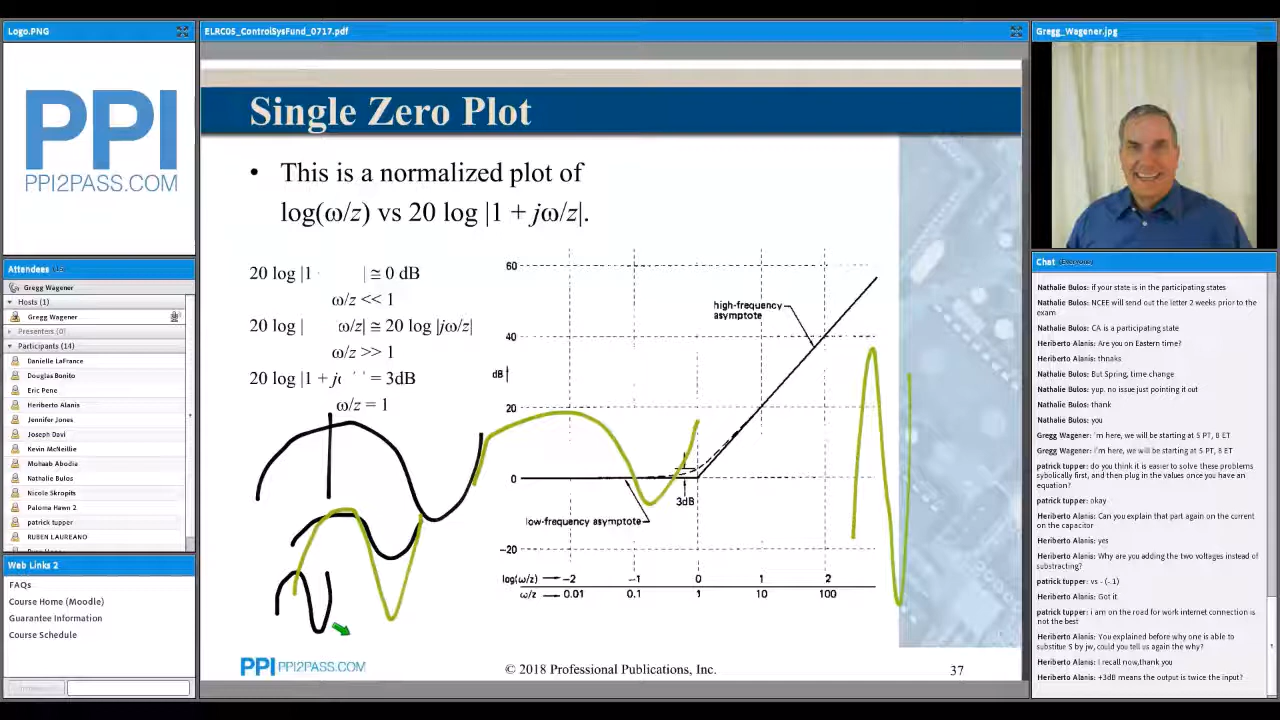 Logo.PNG
PPI
PPI2PASS.COM
Attendees
Gregg Wagener
Hosts (1)
Gregg Wagener
Presenters (0)
Participants (14)
Danielle LaFrance
Douglas Bonito
Eric Pene
Heriberto Alanis
Jennifer Jones
Joseph Davi
Kevin McNeillie
Mohaab Abodia
Nathalie Bulos
Nicole Skropits
Paloma Hawn 2
patrick tupper
RUBEN LAUREANO
Web Links 2
FAQs
Course Home (Moodle)
Guarantee Information
Course Schedule
ELRC05_ControlSysFund_0717.pdf
Single Zero Plot
• This is a normalized plot of
log(ω/z) vs 20 log |1 + jω/z|.
20 log |1 | ≅ 0 dB
ω/z << 1
20 log | ω/z| ≅ 20 log |jω/z|
ω/z >> 1
20 log |1 + j = 3dB
ω/z = 1
60
high-frequency
asymptote
40
dB
20
0
3dB
low-frequency asymptote
−20
log(ω/z) −2 −1 0 1 2
ω/z 0.01 0.1 1 10 100
PPI PPI2PASS.COM
© 2018 Professional Publications, Inc.
37
Gregg_Wagener.jpg
Chat (Everyone)
Nathalie Bulos: if your state is in the participating states
Nathalie Bulos: NCEE will send out the letter 2 weeks prior to the
exam
Nathalie Bulos: CA is a participating state
Heriberto Alanis: Are you on Eastern time?
Heriberto Alanis: thnaks
Nathalie Bulos: But Spring, time change
Nathalie Bulos: yup. no issue just pointing it out
Nathalie Bulos: thank
Nathalie Bulos: you
Gregg Wagener: i'm here, we will be starting at 5 PT, 8 ET
Gregg Wagener: i'm here, we will be starting at 5 PT, 8 ET
patrick tupper: do you think it is easier to solve these problems
sybolically first, and then plug in the values once you have an
equation?
patrick tupper: okay
Heriberto Alanis: Can you explain that part again on the current
on the capacitor
Heriberto Alanis: yes
Heriberto Alanis: Why are you adding the two voltages instead of
substracting?
patrick tupper: vs - (-.1)
Heriberto Alanis: Got it.
patrick tupper: i am on the road for work internet connection is
not the best
Heriberto Alanis: You explained before why one is able to
substitue S by jw, could you tell us again the why?
Heriberto Alanis: I recall now,thank you
Heriberto Alanis: +3dB means the output is twice the input?